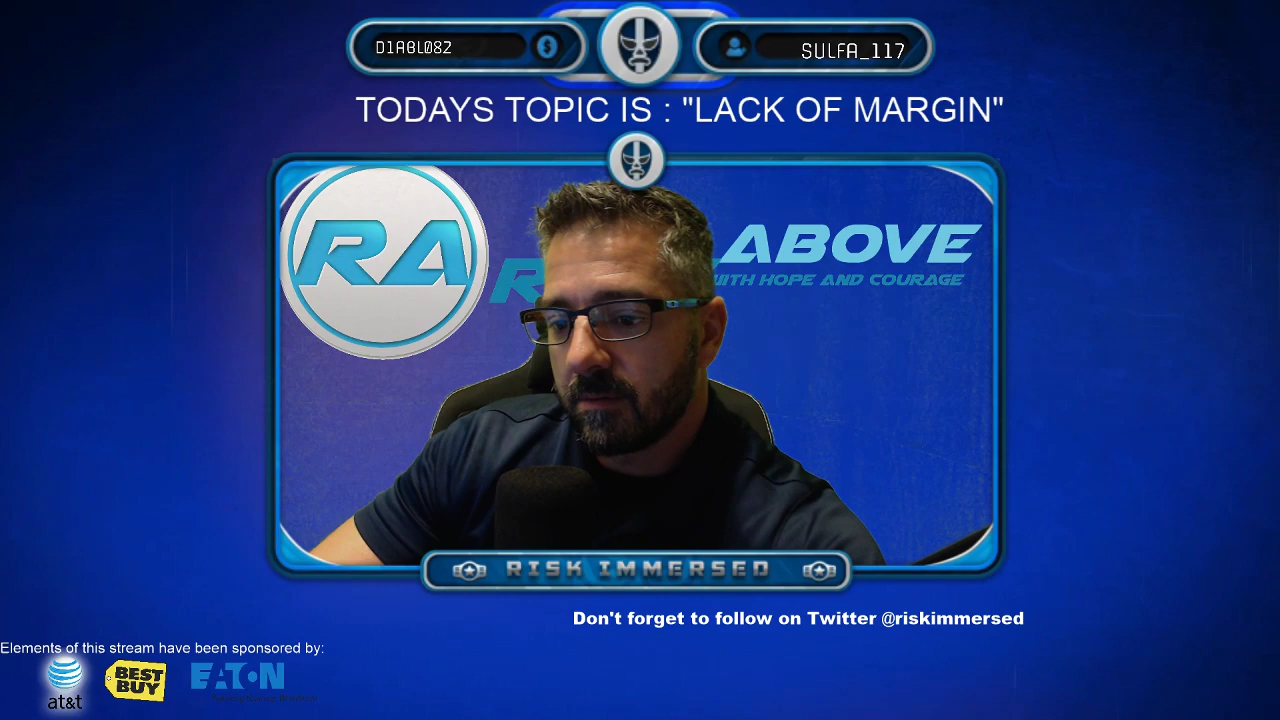 D1ABL082
SULFA_117
TODAYS TOPIC IS : "LACK OF MARGIN"
RA
R
ABOVE
WITH HOPE AND COURAGE
RISK IMMERSED
Don't forget to follow on Twitter @riskimmersed
Elements of this stream have been sponsored by:
at&t
BEST
BUY
EATON